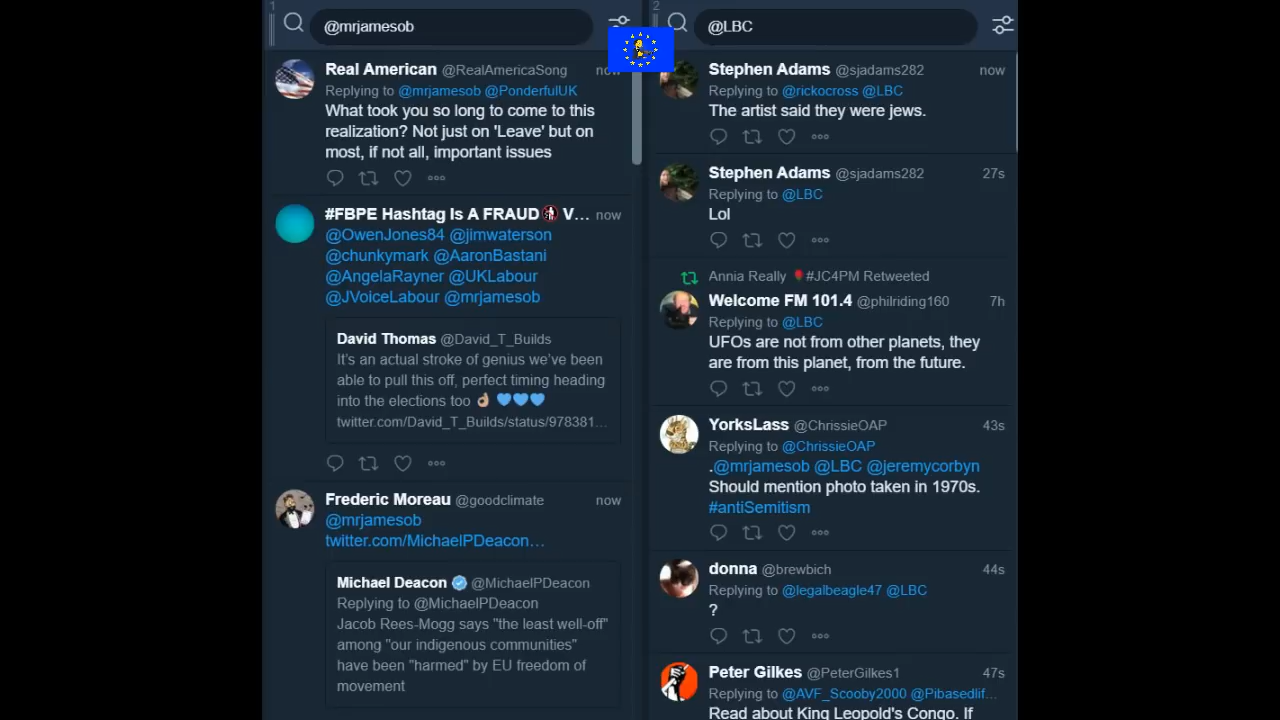 1
@mrjamesob
Real American @RealAmericaSong now
Replying to @mrjamesob @PonderfulUK
What took you so long to come to this
realization? Not just on 'Leave' but on
most, if not all, important issues
#FBPE Hashtag Is A FRAUD V… now
@OwenJones84 @jimwaterson
@chunkymark @AaronBastani
@AngelaRayner @UKLabour
@JVoiceLabour @mrjamesob
David Thomas @David_T_Builds
It's an actual stroke of genius we've been
able to pull this off, perfect timing heading
into the elections too 👌🏼 💙💙💙
twitter.com/David_T_Builds/status/978381...
Frederic Moreau @goodclimate now
@mrjamesob
twitter.com/MichaelPDeacon…
Michael Deacon @MichaelPDeacon
Replying to @MichaelPDeacon
Jacob Rees-Mogg says "the least well-off"
among "our indigenous communities"
have been "harmed" by EU freedom of
movement
2
@LBC
Stephen Adams @sjadams282 now
Replying to @rickocross @LBC
The artist said they were jews.
Stephen Adams @sjadams282 27s
Replying to @LBC
Lol
Annia Really 🌹#JC4PM Retweeted
Welcome FM 101.4 @philriding160 7h
Replying to @LBC
UFOs are not from other planets, they
are from this planet, from the future.
YorksLass @ChrissieOAP 43s
Replying to @ChrissieOAP
.@mrjamesob @LBC @jeremycorbyn
Should mention photo taken in 1970s.
#antiSemitism
donna @brewbich 44s
Replying to @legalbeagle47 @LBC
?
Peter Gilkes @PeterGilkes1 47s
Replying to @AVF_Scooby2000 @Pibasedlif…
Read about King Leopold's Congo. If